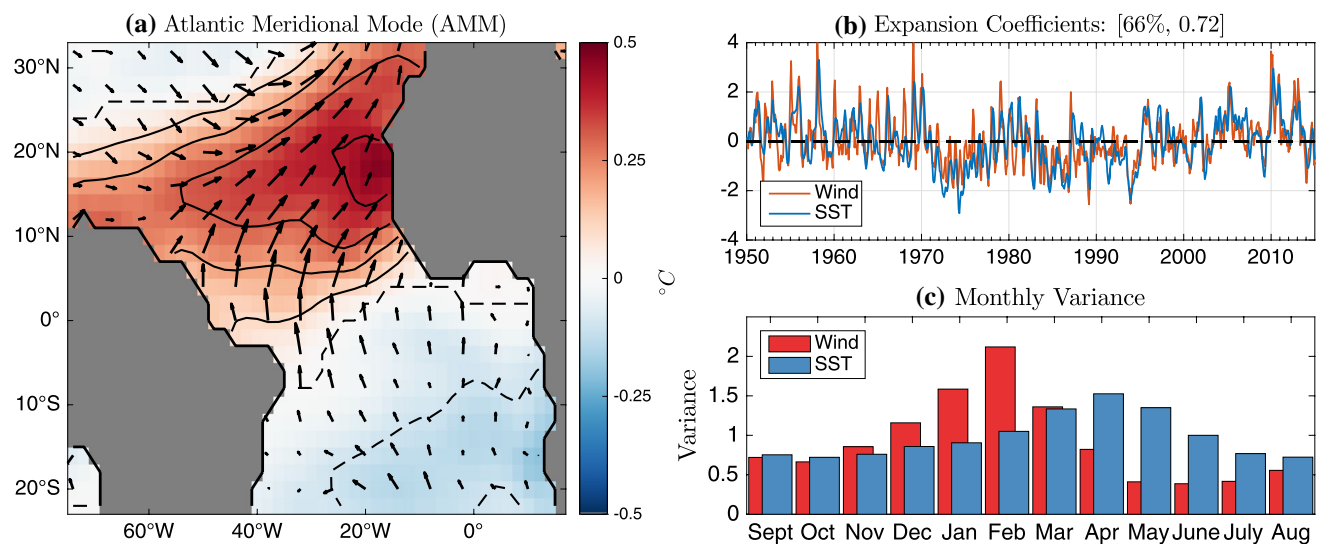 (a) Atlantic Meridional Mode (AMM)
30°N
20°N
10°N
0°
10°S
20°S
60°W 40°W 20°W 0°
0.5
0.25
0
-0.25
-0.5
°C
(b) Expansion Coefficients: [66%, 0.72]
4
2
0
-2
-4
Wind
SST
1950 1960 1970 1980 1990 2000 2010
(c) Monthly Variance
Variance
2
1.5
1
0.5
0
Wind
SST
Sept Oct Nov Dec Jan Feb Mar Apr May June July Aug